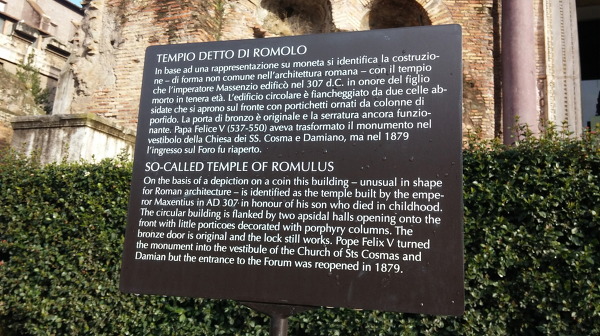 TEMPIO DETTO DI ROMOLO
In base ad una rappresentazione su moneta si identifica la costruzio-
ne – di forma non comune nell'architettura romana – con il tempio
che l'imperatore Massenzio edificò nel 307 d.C. in onore del figlio
morto in tenera età. L'edificio circolare è fiancheggiato da due celle ab-
sidate che si aprono sul fronte con portichetti ornati da colonne di
porfido. La porta di bronzo è originale e la serratura ancora funzio-
nante. Papa Felice V (537-550) aveva trasformato il monumento nel
vestibolo della Chiesa dei SS. Cosma e Damiano, ma nel 1879
l'ingresso sul Foro fu riaperto.
SO-CALLED TEMPLE OF ROMULUS
On the basis of a depiction on a coin this building – unusual in shape
for Roman architecture – is identified as the temple built by the empe-
ror Maxentius in AD 307 in honour of his son who died in childhood.
The circular building is flanked by two apsidal halls opening onto the
front with little porticoes decorated with porphyry columns. The
bronze door is original and the lock still works. Pope Felix V turned
the monument into the vestibule of the Church of Sts Cosmas and
Damian but the entrance to the Forum was reopened in 1879.